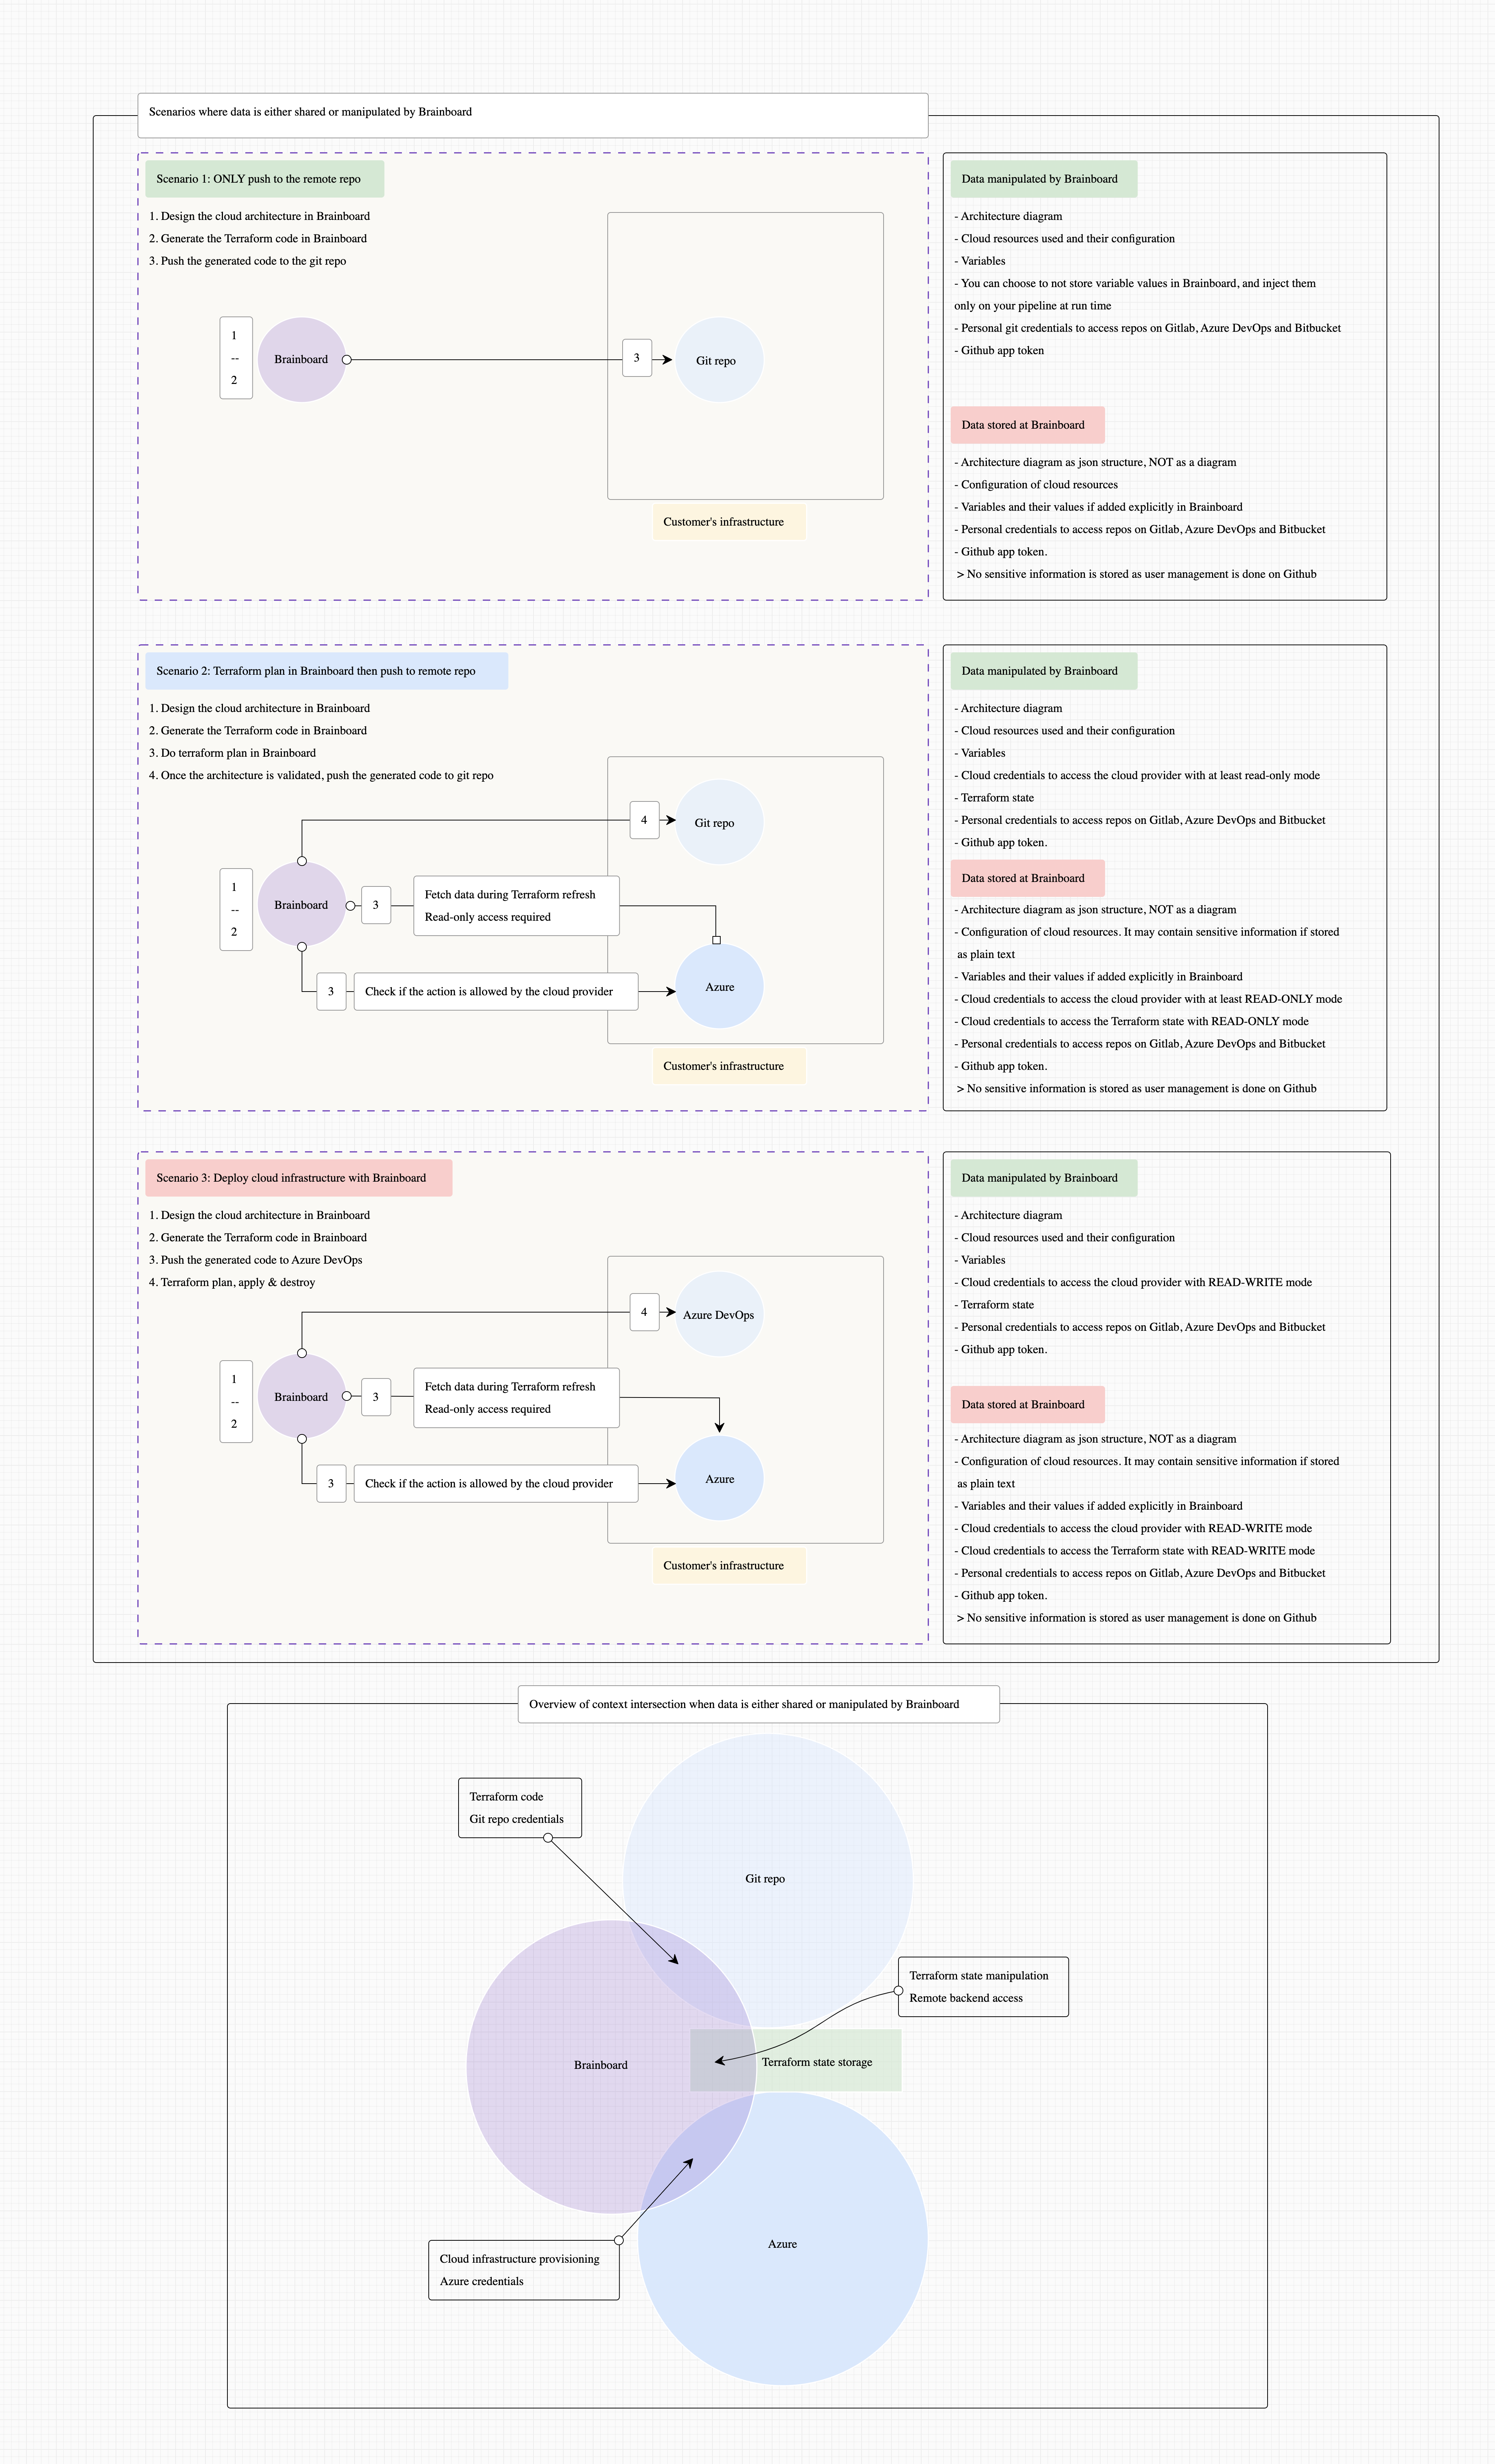 Scenarios where data is either shared or manipulated by Brainboard
Scenario 1: ONLY push to the remote repo
1. Design the cloud architecture in Brainboard
2. Generate the Terraform code in Brainboard
3. Push the generated code to the git repo
1
--
2
Brainboard
3
Git repo
Customer's infrastructure
Data manipulated by Brainboard
- Architecture diagram
- Cloud resources used and their configuration
- Variables
- You can choose to not store variable values in Brainboard, and inject them
only on your pipeline at run time
- Personal git credentials to access repos on Gitlab, Azure DevOps and Bitbucket
- Github app token
Data stored at Brainboard
- Architecture diagram as json structure, NOT as a diagram
- Configuration of cloud resources
- Variables and their values if added explicitly in Brainboard
- Personal credentials to access repos on Gitlab, Azure DevOps and Bitbucket
- Github app token.
> No sensitive information is stored as user management is done on Github
Scenario 2: Terraform plan in Brainboard then push to remote repo
1. Design the cloud architecture in Brainboard
2. Generate the Terraform code in Brainboard
3. Do terraform plan in Brainboard
4. Once the architecture is validated, push the generated code to git repo
4
Git repo
1
--
2
Brainboard
3
Fetch data during Terraform refresh
Read-only access required
3
Check if the action is allowed by the cloud provider
Azure
Customer's infrastructure
Data manipulated by Brainboard
- Architecture diagram
- Cloud resources used and their configuration
- Variables
- Cloud credentials to access the cloud provider with at least read-only mode
- Terraform state
- Personal credentials to access repos on Gitlab, Azure DevOps and Bitbucket
- Github app token.
Data stored at Brainboard
- Architecture diagram as json structure, NOT as a diagram
- Configuration of cloud resources. It may contain sensitive information if stored
as plain text
- Variables and their values if added explicitly in Brainboard
- Cloud credentials to access the cloud provider with at least READ-ONLY mode
- Cloud credentials to access the Terraform state with READ-ONLY mode
- Personal credentials to access repos on Gitlab, Azure DevOps and Bitbucket
- Github app token.
> No sensitive information is stored as user management is done on Github
Scenario 3: Deploy cloud infrastructure with Brainboard
1. Design the cloud architecture in Brainboard
2. Generate the Terraform code in Brainboard
3. Push the generated code to Azure DevOps
4. Terraform plan, apply & destroy
4
Azure DevOps
1
--
2
Brainboard
3
Fetch data during Terraform refresh
Read-only access required
3
Check if the action is allowed by the cloud provider
Azure
Customer's infrastructure
Data manipulated by Brainboard
- Architecture diagram
- Cloud resources used and their configuration
- Variables
- Cloud credentials to access the cloud provider with READ-WRITE mode
- Terraform state
- Personal credentials to access repos on Gitlab, Azure DevOps and Bitbucket
- Github app token.
Data stored at Brainboard
- Architecture diagram as json structure, NOT as a diagram
- Configuration of cloud resources. It may contain sensitive information if stored
as plain text
- Variables and their values if added explicitly in Brainboard
- Cloud credentials to access the cloud provider with READ-WRITE mode
- Cloud credentials to access the Terraform state with READ-WRITE mode
- Personal credentials to access repos on Gitlab, Azure DevOps and Bitbucket
- Github app token.
> No sensitive information is stored as user management is done on Github
Overview of context intersection when data is either shared or manipulated by Brainboard
Terraform code
Git repo credentials
Git repo
Terraform state manipulation
Remote backend access
Brainboard
Terraform state storage
Cloud infrastructure provisioning
Azure credentials
Azure